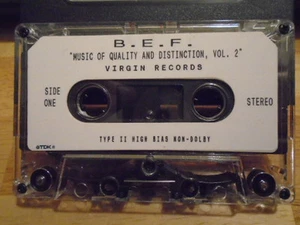 B.E.F.
"MUSIC OF QUALITY AND DISTINCTION, VOL. 2"
VIRGIN RECORDS
SIDE
ONE
STEREO
TYPE II HIGH BIAS NON-DOLBY
TDK